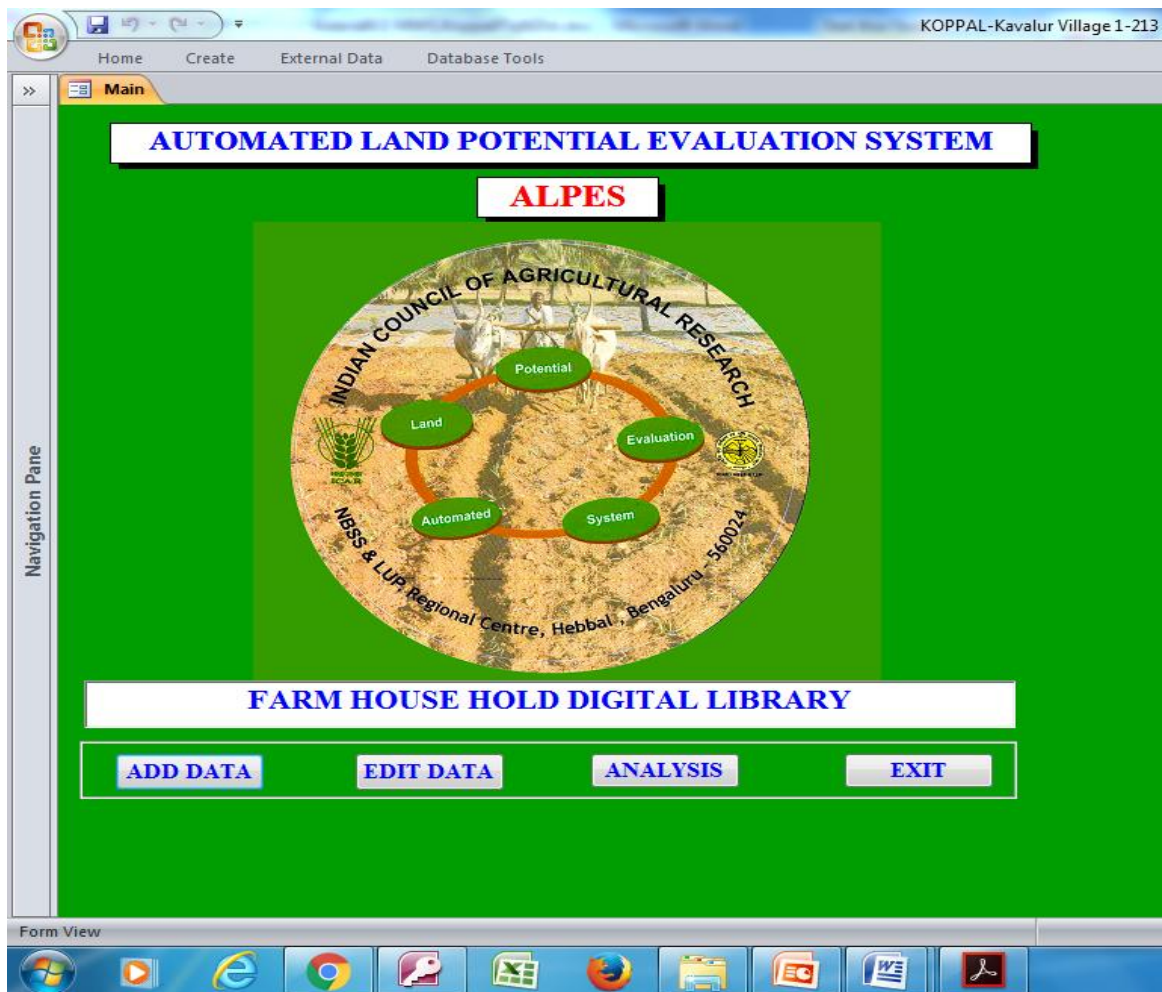 KOPPAL-Kavalur Village 1-213
Home Create External Data Database Tools
Main
AUTOMATED LAND POTENTIAL EVALUATION SYSTEM
ALPES
INDIAN COUNCIL OF AGRICULTURAL RESEARCH
Potential
Land
Evaluation
ICAR
Automated
System
NBSS & LUP, Regional Centre, Hebbal , Bengaluru - 560024
Navigation Pane
FARM HOUSE HOLD DIGITAL LIBRARY
ADD DATA EDIT DATA ANALYSIS EXIT
Form View